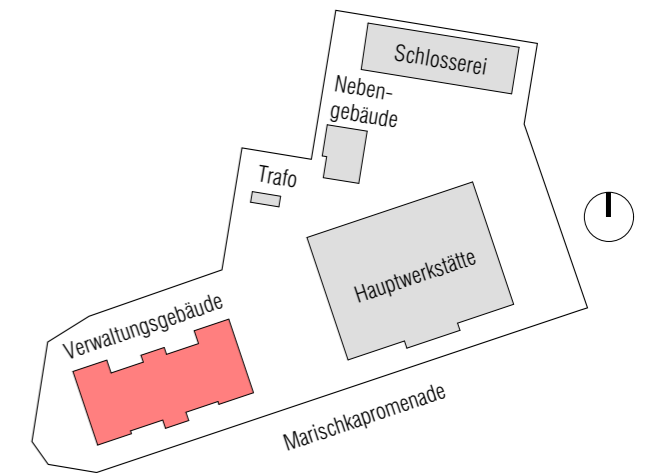 Schlosserei
Neben-
gebäude
Trafo
Hauptwerkstätte
Verwaltungsgebäude
Marischkapromenade